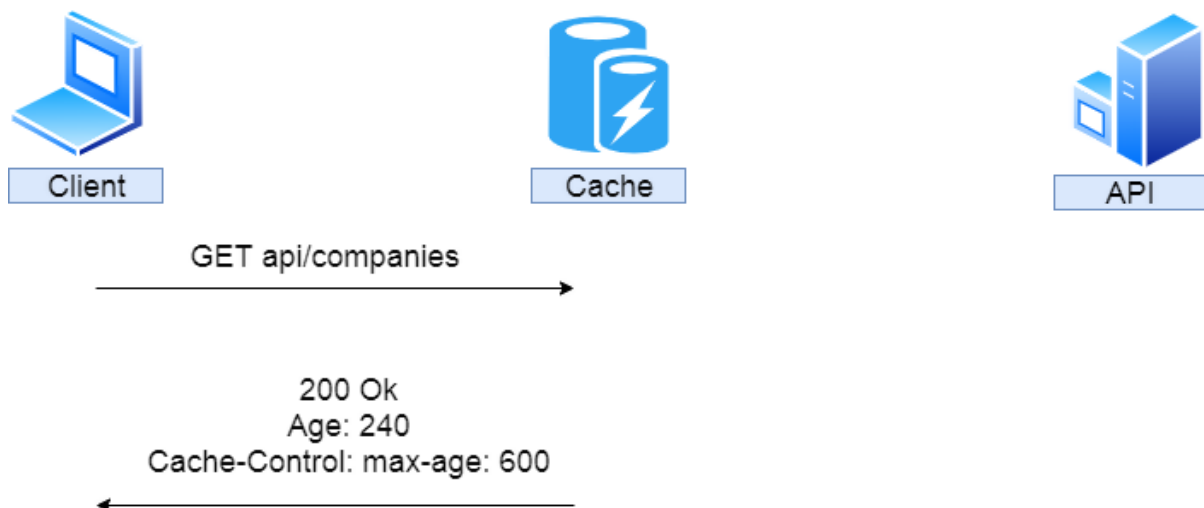 Client
Cache
API
GET api/companies
200 Ok
Age: 240
Cache-Control: max-age: 600